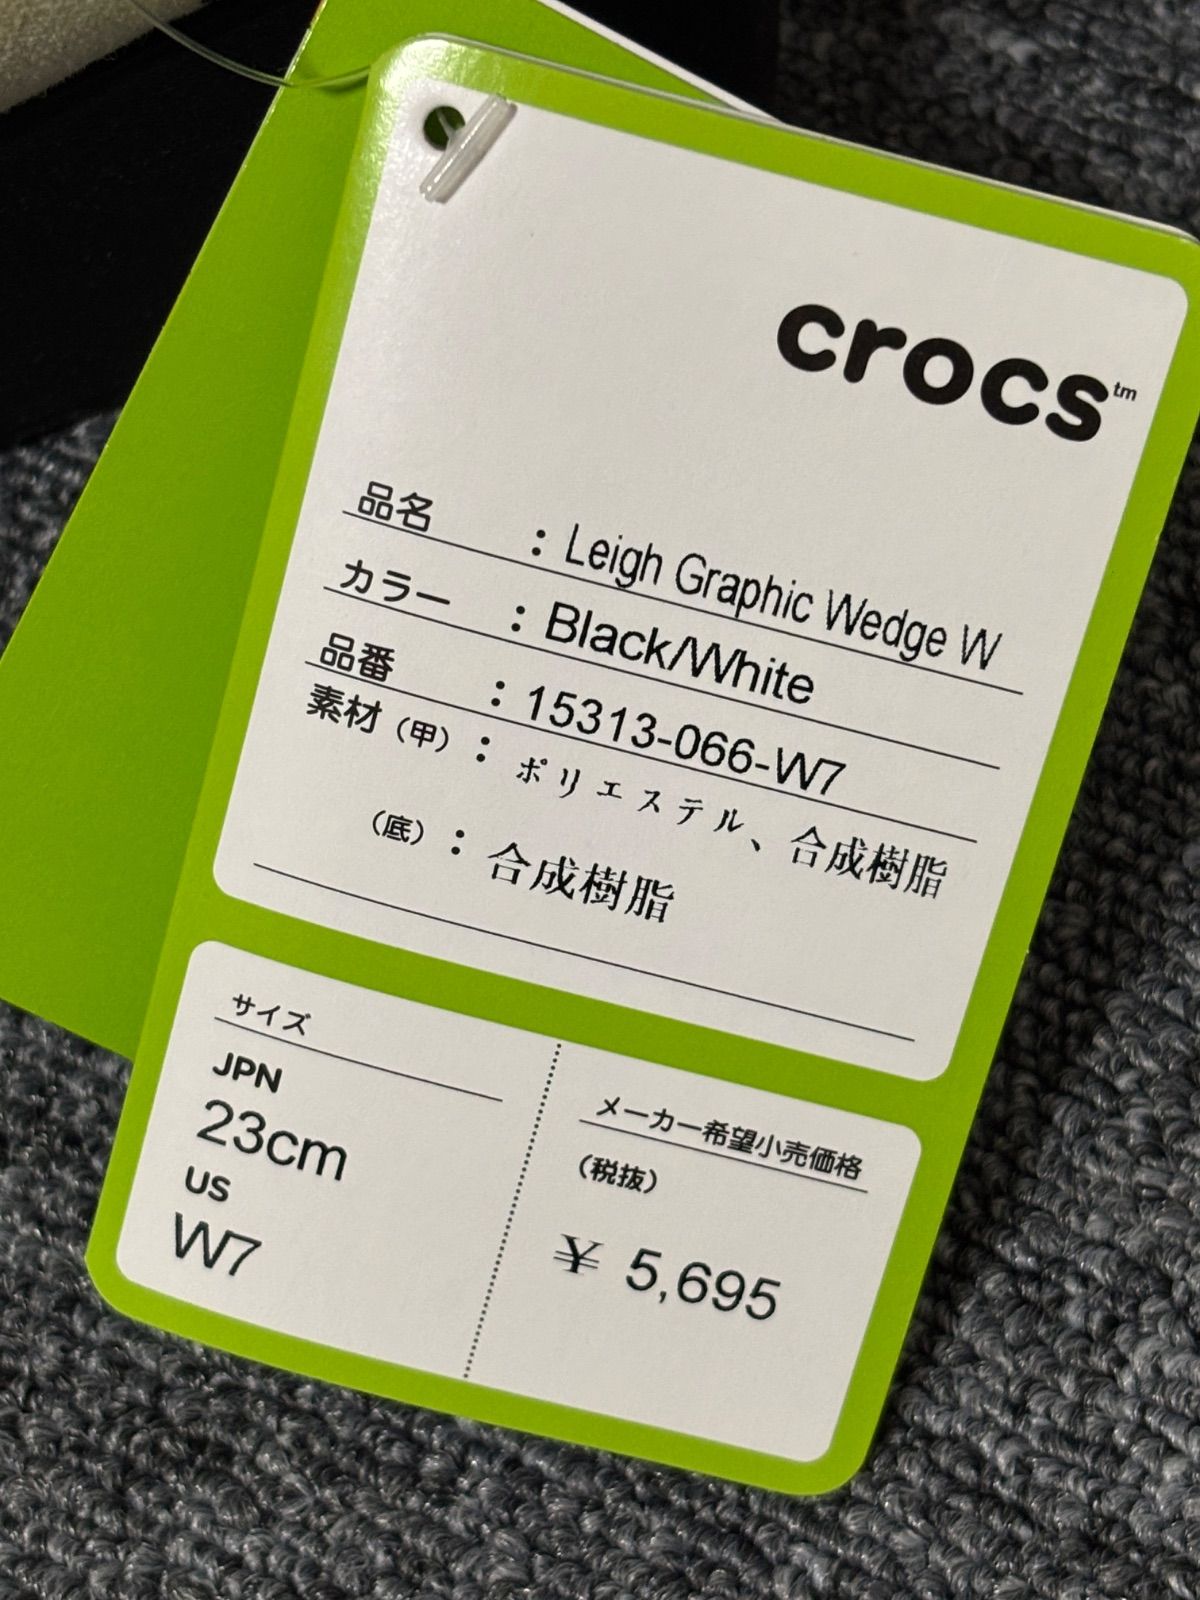 crocs™
品名 : Leigh Graphic Wedge W
カラー : Black/White
品番 : 15313-066-W7
素材（甲）: ポリエステル、合成樹脂
（底）: 合成樹脂
サイズ
JPN
23cm
US
W7
メーカー希望小売価格
（税抜）
¥ 5,695